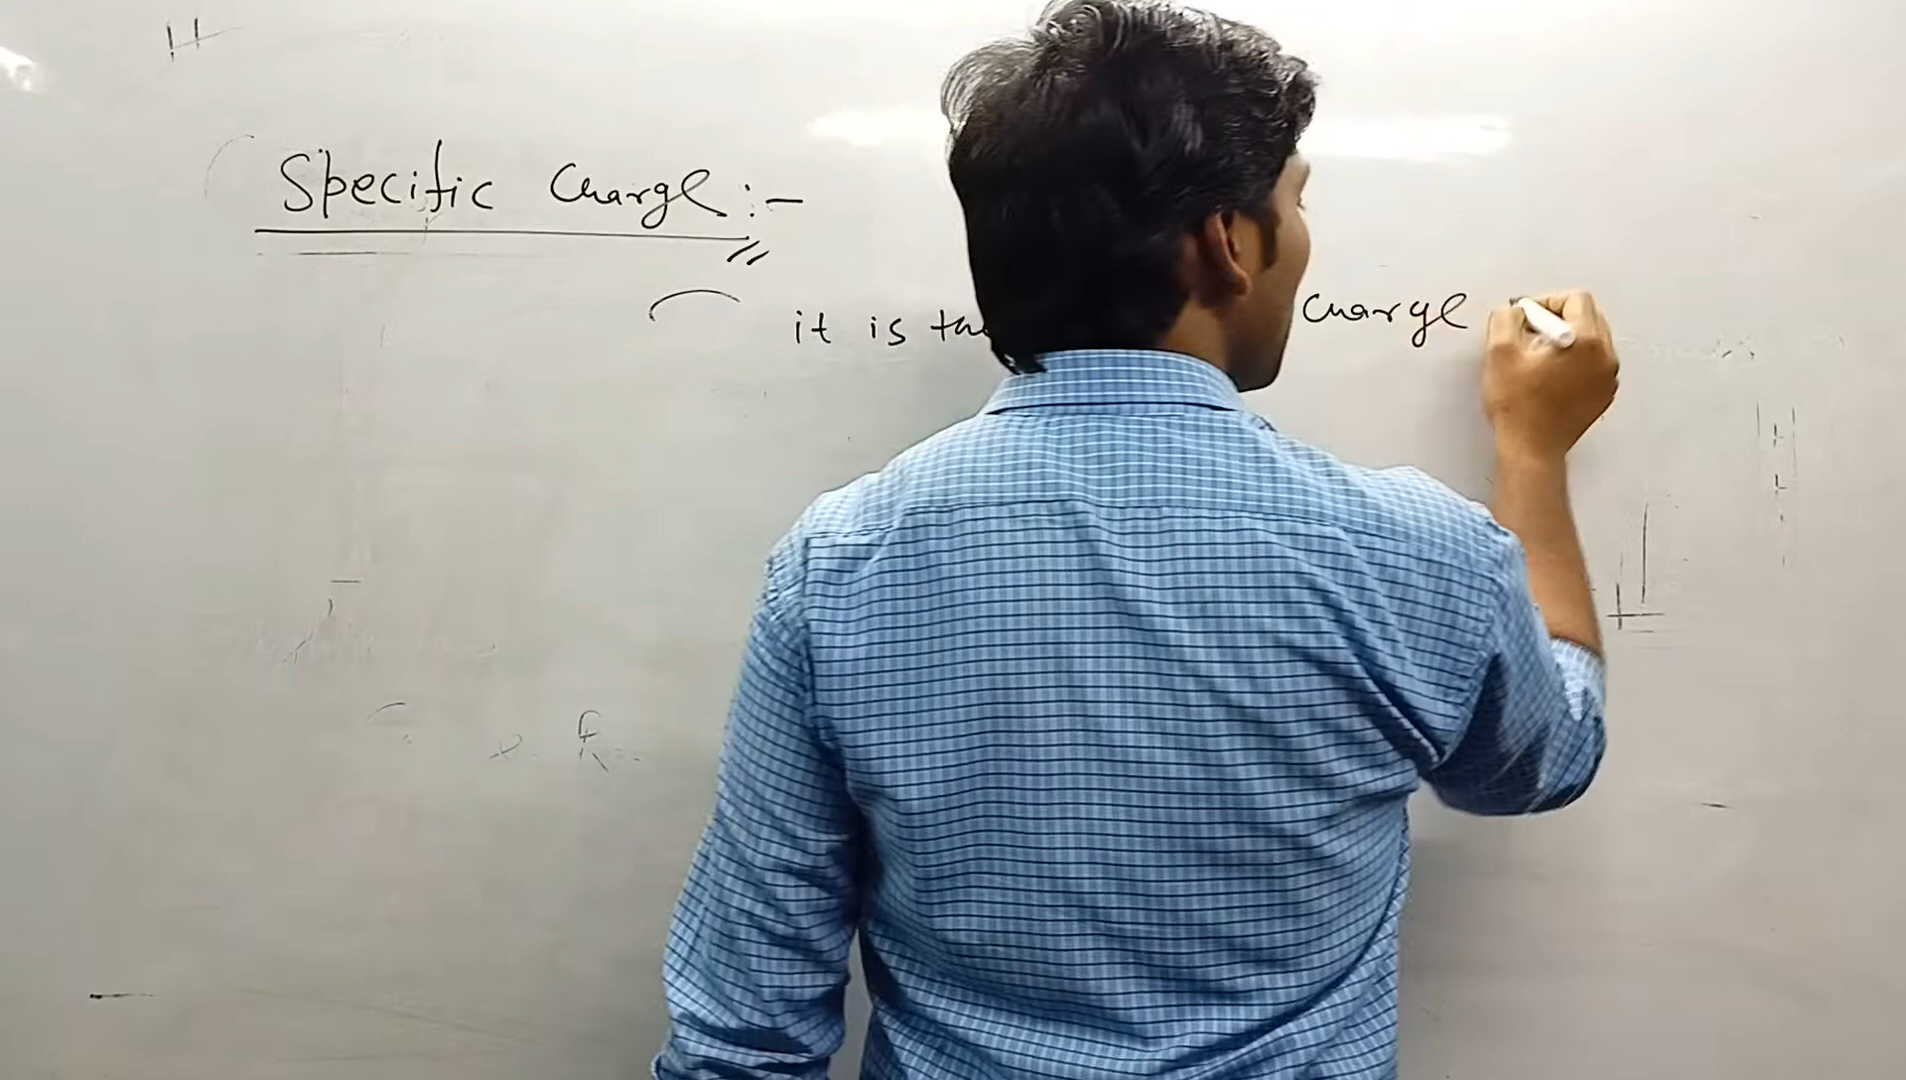 Specific Charge :-
it is the charge